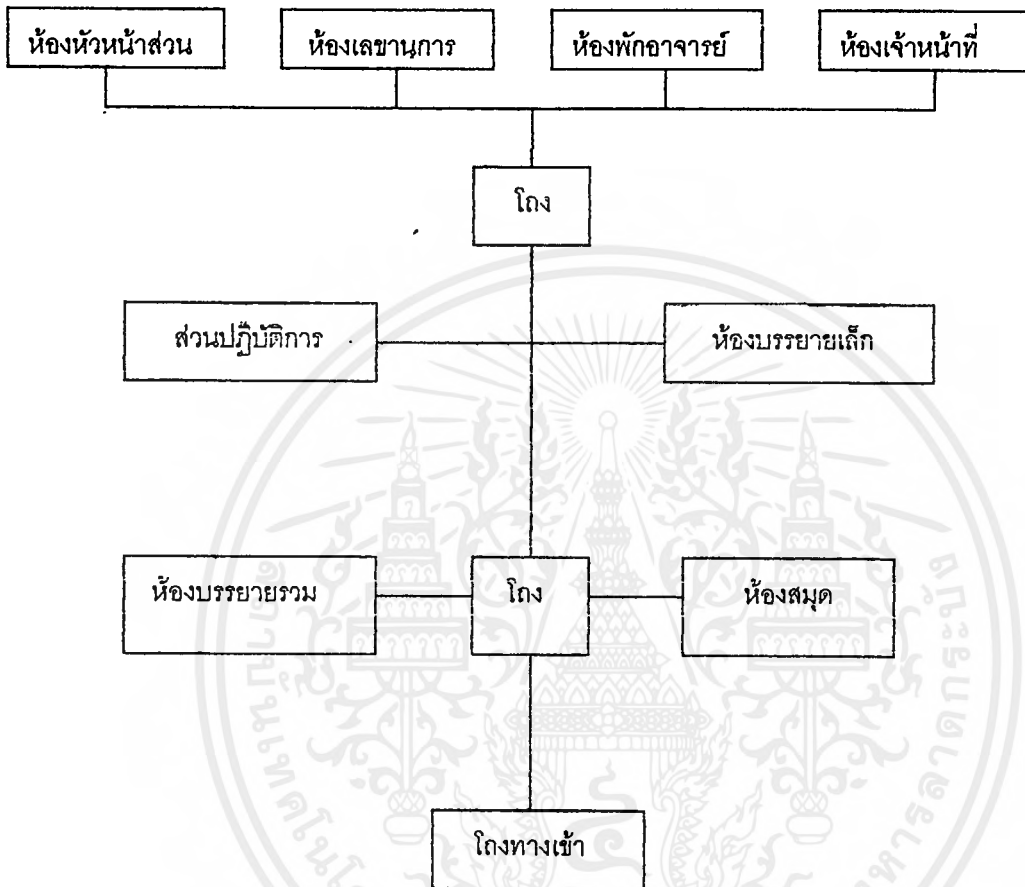 ห้องหัวหน้าส่วน
ห้องเลขานุการ
ห้องพักอาจารย์
ห้องเจ้าหน้าที่
โถง
ส่วนปฏิบัติการ
ห้องบรรยายเล็ก
ห้องบรรยายรวม
โถง
ห้องสมุด
โถงทางเข้า